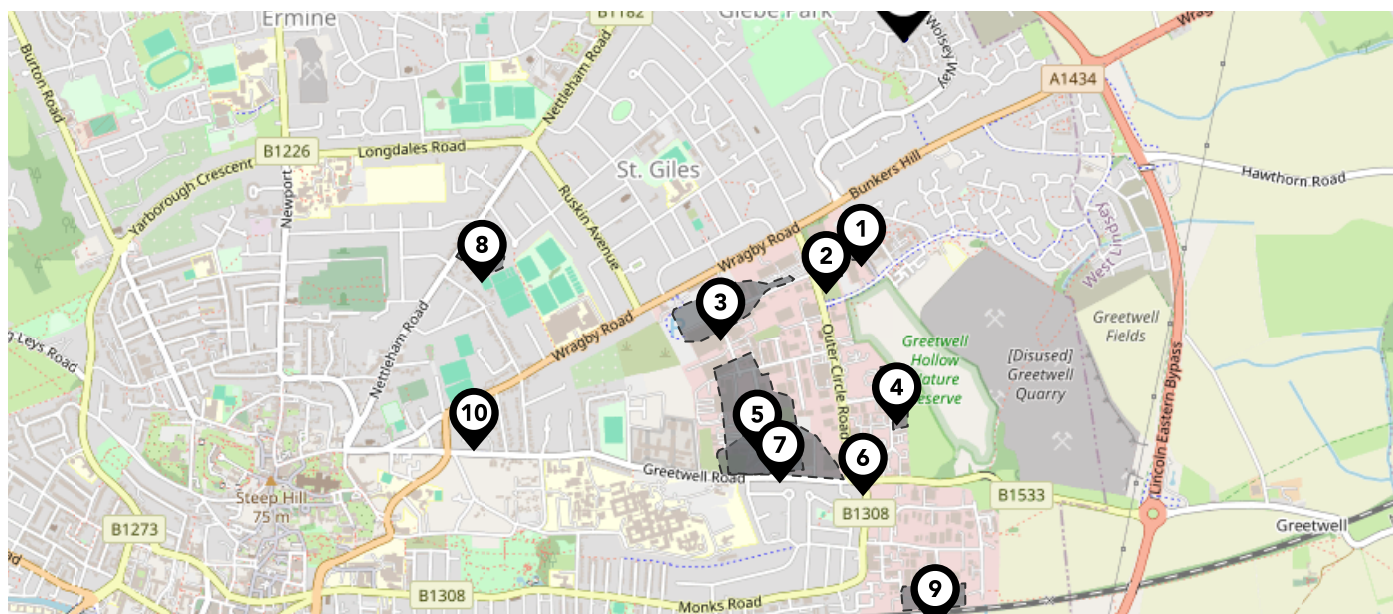 Ermine
B1182
Glebe Park
Wolsey Way
Wrag
Burton Road
Nettleham Road
A1434
B1226
Longdales Road
Yarborough Crescent
Newport
St. Giles
Ruskin Avenue
Bunkers Hill
Hawthorn Road
Wragby Road
West Lindsey
8
1
2
3
g Leys Road
Nettleham Road
Wragby Road
Outer Circle Road
Greetwell
Hollow
Nature
Reserve
[Disused]
Greetwell
Quarry
Greetwell
Fields
Lincoln Eastern Bypass
4
10
5
7
6
Greetwell Road
Steep Hill
75 m
B1533
B1273
B1308
Greetwell
ad
B1308
Monks Road
9